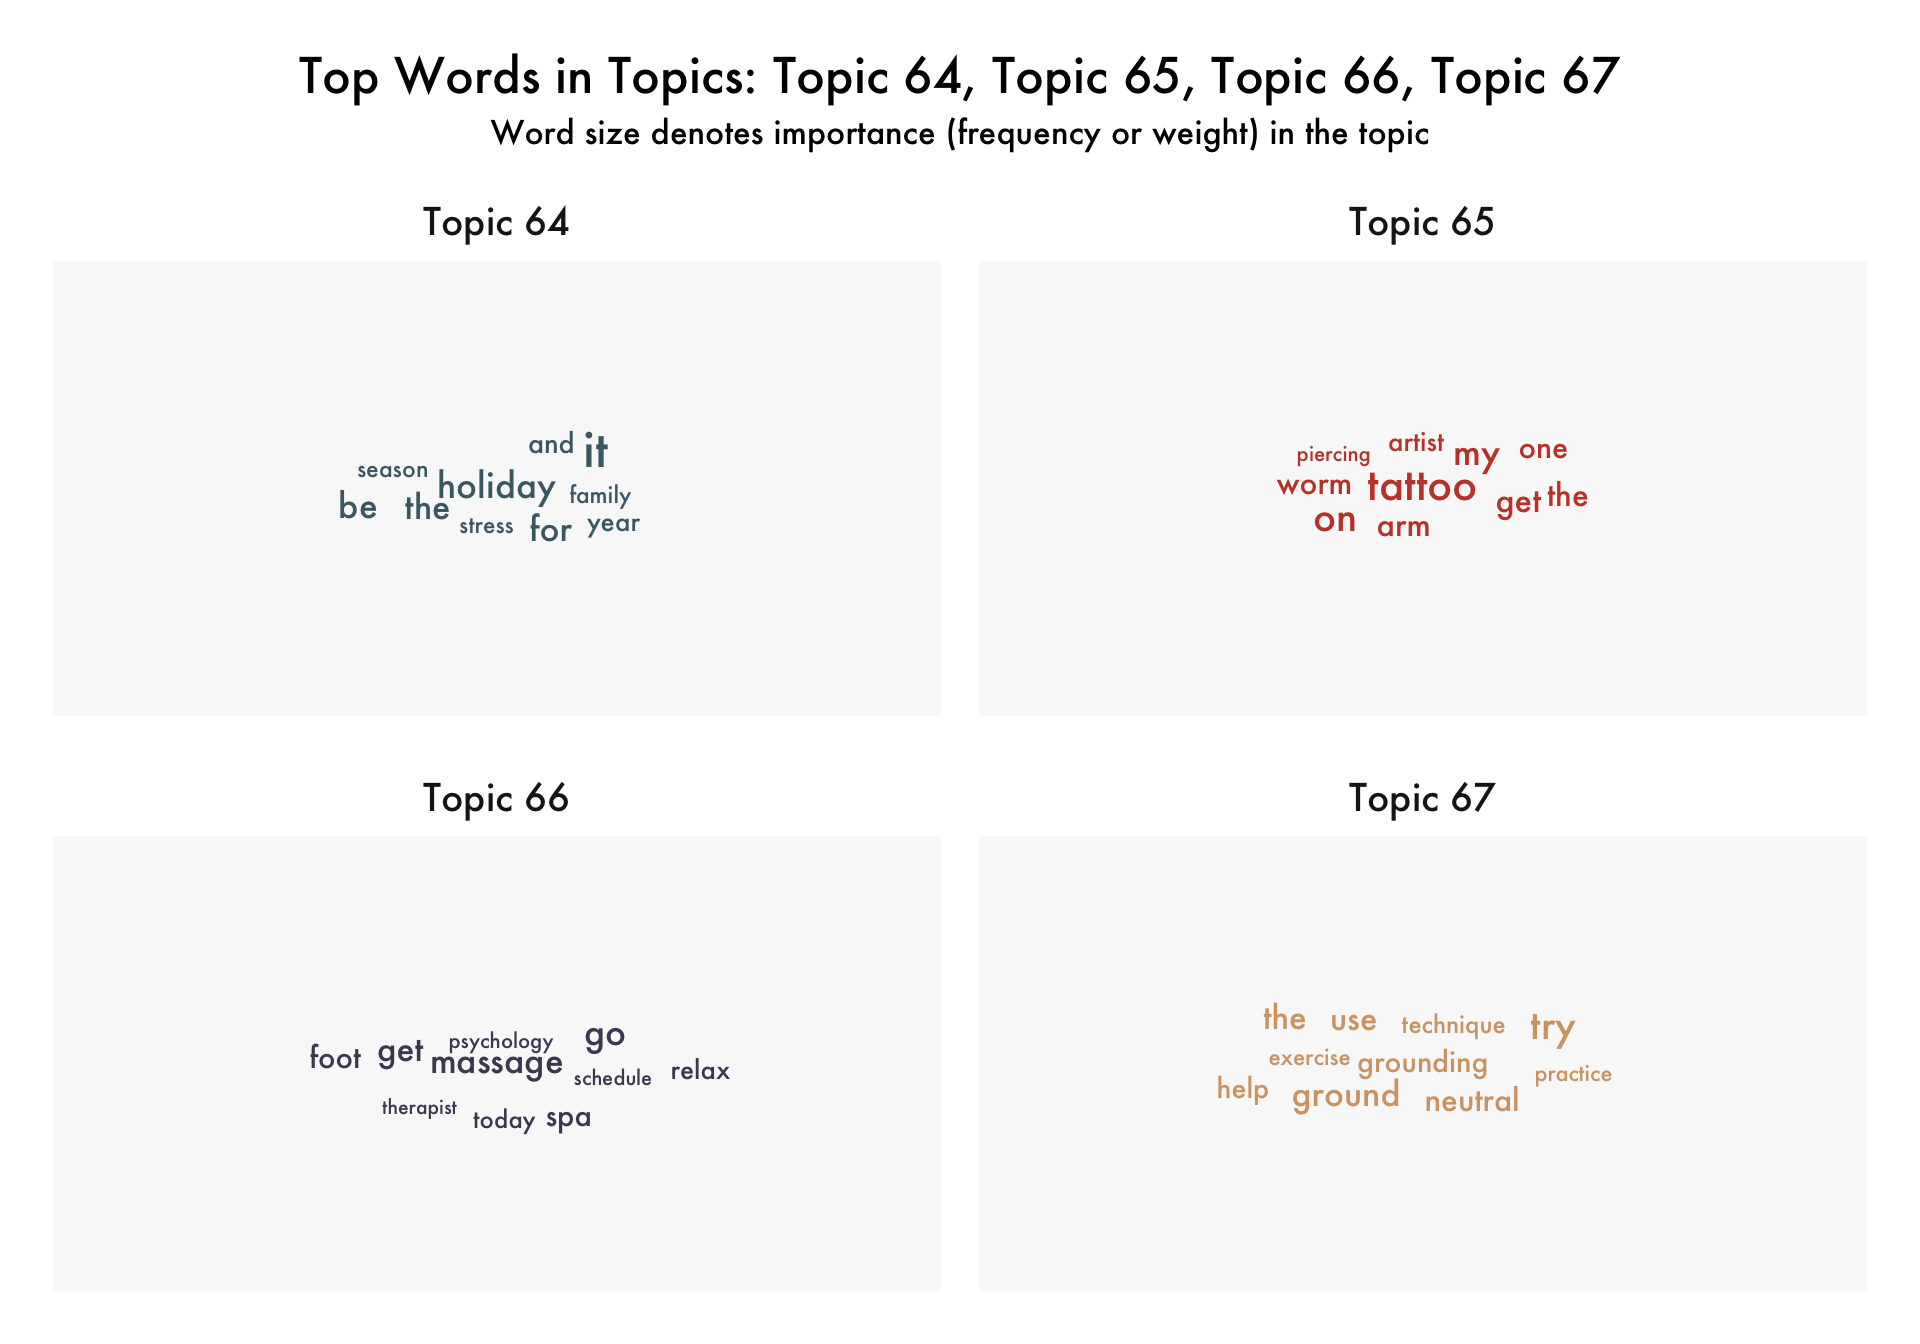 Top Words in Topics: Topic 64, Topic 65, Topic 66, Topic 67
Word size denotes importance (frequency or weight) in the topic
Topic 64
and it
season holiday family
be the stress for year
Topic 65
piercing artist my one
worm tattoo get the
on arm
Topic 66
foot get psychology go
massage schedule relax
therapist today spa
Topic 67
the use technique try
exercise grounding practice
help ground neutral